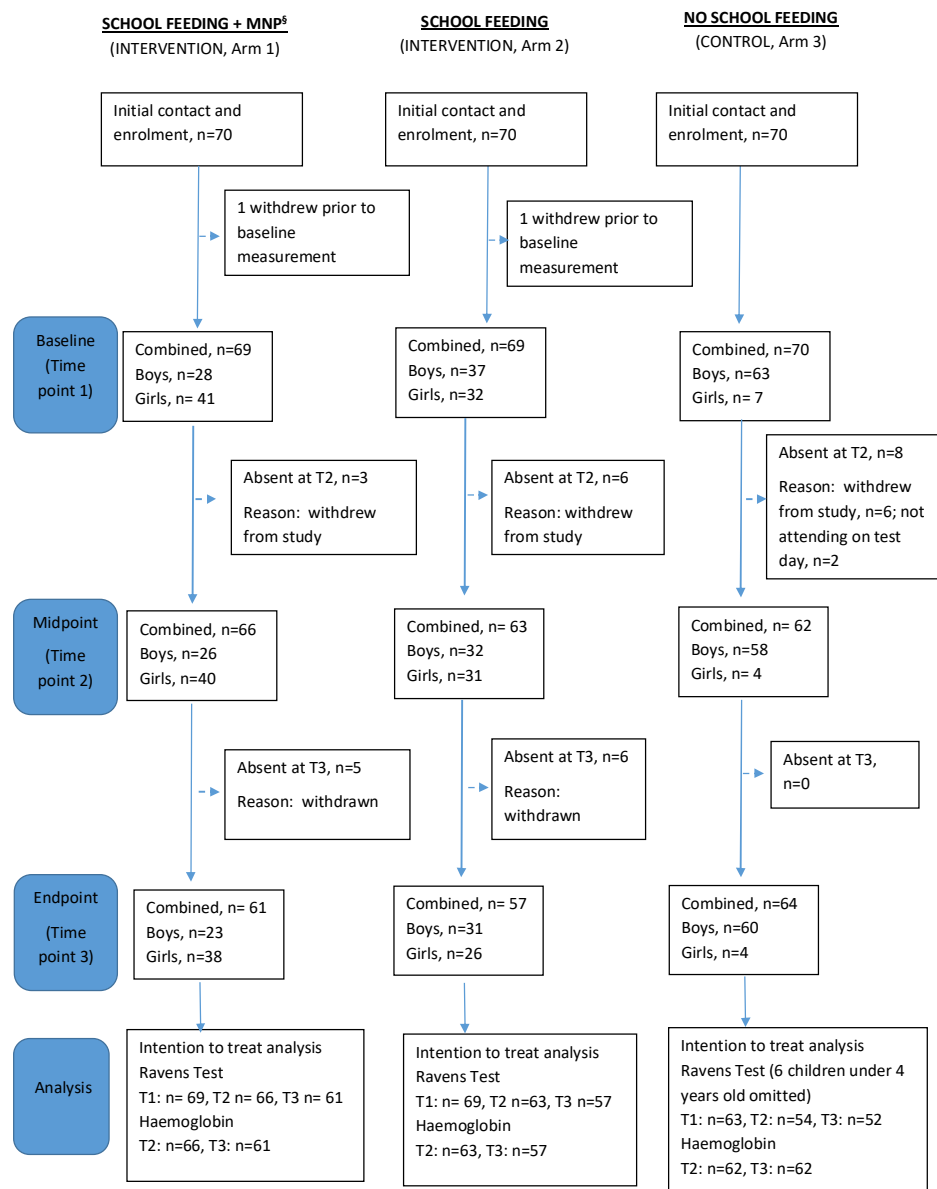 SCHOOL FEEDING + MNP§
(INTERVENTION, Arm 1)
SCHOOL FEEDING
(INTERVENTION, Arm 2)
NO SCHOOL FEEDING
(CONTROL, Arm 3)
Initial contact and
enrolment, n=70
Initial contact and
enrolment, n=70
Initial contact and
enrolment, n=70
1 withdrew prior to
baseline
measurement
1 withdrew prior to
baseline
measurement
Baseline
(Time
point 1)
Combined, n=69
Boys, n=28
Girls, n= 41
Combined, n=69
Boys, n=37
Girls, n=32
Combined, n=70
Boys, n=63
Girls, n= 7
Absent at T2, n=3
Reason: withdrew
from study
Absent at T2, n=6
Reason: withdrew
from study
Absent at T2, n=8
Reason: withdrew
from study, n=6; not
attending on test
day, n=2
Midpoint
(Time
point 2)
Combined, n=66
Boys, n=26
Girls, n=40
Combined, n= 63
Boys, n=32
Girls, n=31
Combined, n= 62
Boys, n=58
Girls, n= 4
Absent at T3, n=5
Reason: withdrawn
Absent at T3, n=6
Reason:
withdrawn
Absent at T3,
n=0
Endpoint
(Time
point 3)
Combined, n= 61
Boys, n=23
Girls, n=38
Combined, n= 57
Boys, n=31
Girls, n=26
Combined, n=64
Boys, n=60
Girls, n=4
Analysis
Intention to treat analysis
Ravens Test
T1: n= 69, T2 n= 66, T3 n= 61
Haemoglobin
T2: n=66, T3: n=61
Intention to treat analysis
Ravens Test
T1: n= 69, T2 n=63, T3 n=57
Haemoglobin
T2: n=63, T3: n=57
Intention to treat analysis
Ravens Test (6 children under 4
years old omitted)
T1: n=63, T2: n=54, T3: n=52
Haemoglobin
T2: n=62, T3: n=62